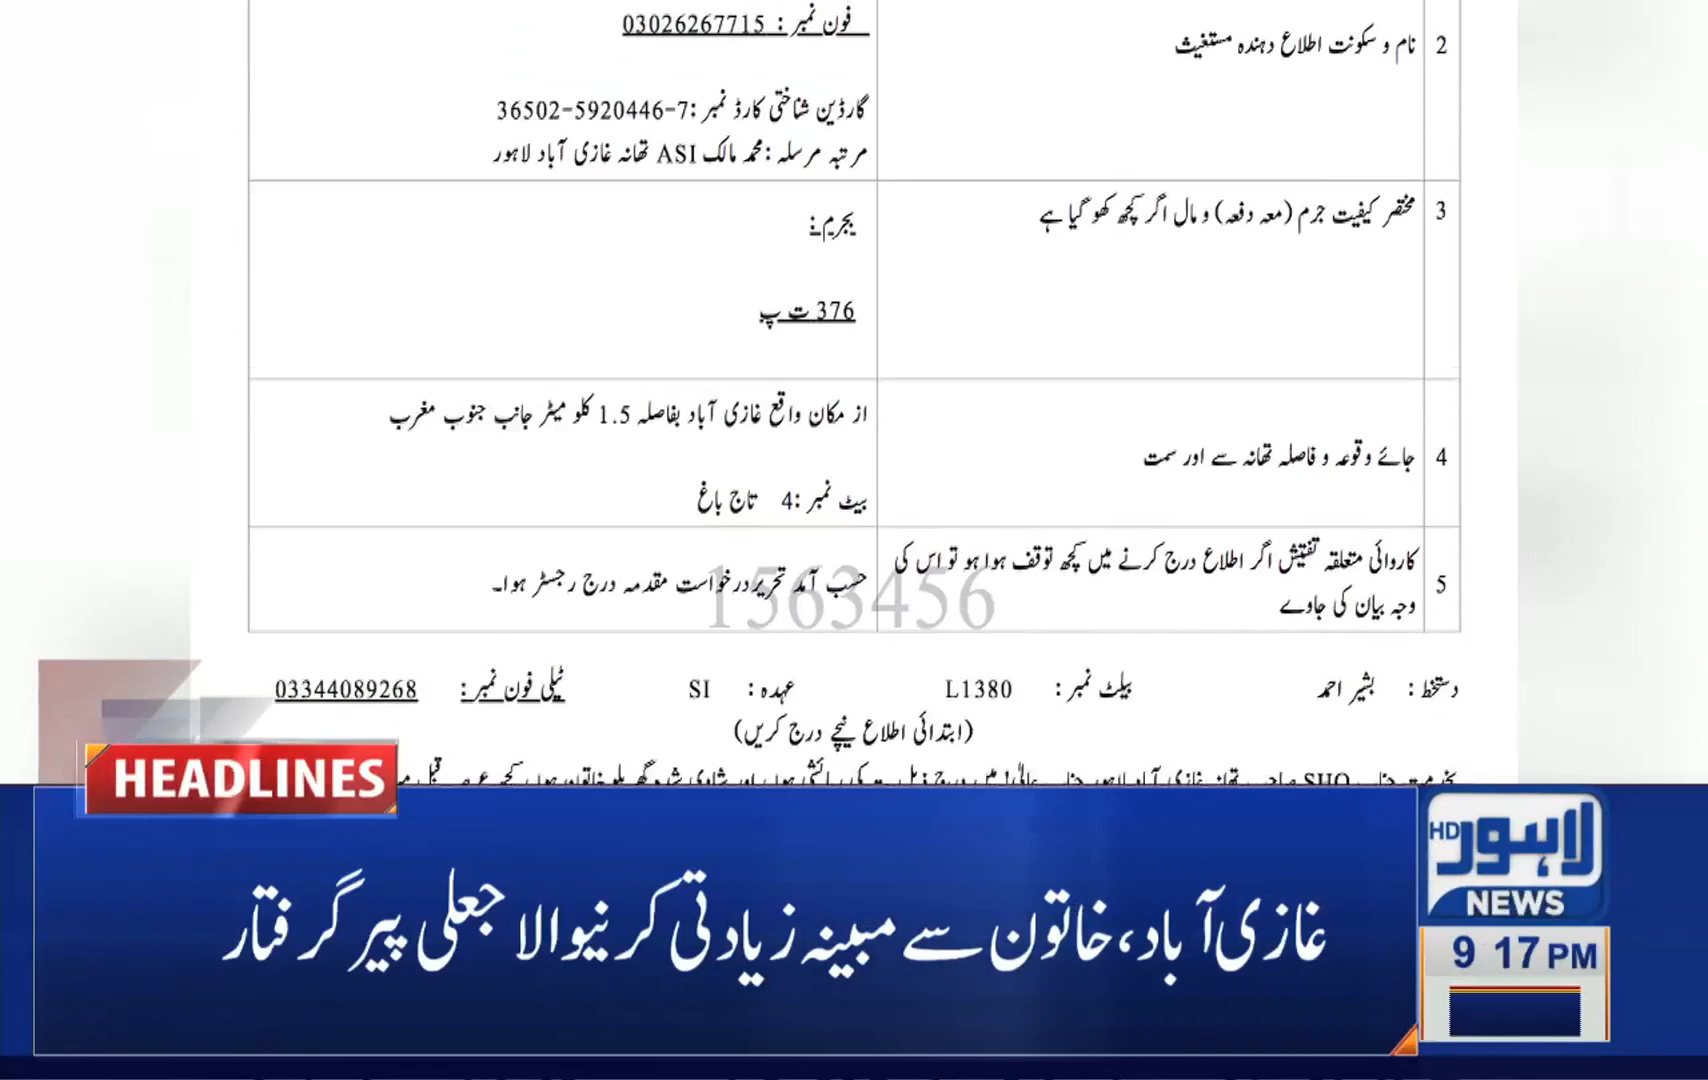 فون نمبر : 03026267715
2 نام و سکونت اطلاع دہندہ مستغیث
گارڈین شناختی کارڈ نمبر :7-5920446-36502
مرتبہ مرسلہ :محمد مالک ASI تھانہ غازی آباد لاہور
3 مختصر کیفیت جرم (معہ دفعہ) و مال اگر کچھ کھو گیا ہے
بجرم:
376 ت پ
4 جائے وقوعہ و فاصلہ تھانہ سے اور سمت
از مکان واقع غازی آباد بفاصلہ 1.5 کلو میٹر جانب جنوب مغرب
بیٹ نمبر :4 تاج باغ
5 کاروائی متعلقہ تفتیش اگر اطلاع درج کرنے میں کچھ توقف ہوا ہو تو اس کی
وجہ بیان کی جاوے
حسب آمد تحریر درخواست مقدمہ درج رجسٹر ہوا۔
1563456
دستخط : بشیر احمد بیلٹ نمبر : L1380 عہدہ : SI ٹیلی فون نمبر : 03344089268
(ابتدائی اطلاع نیچے درج کریں)
HEADLINES
غازی آباد، خاتون سے مبینہ زیادتی کرنیوالا جعلی پیر گرفتار
لاہور HD
NEWS
9 17 PM